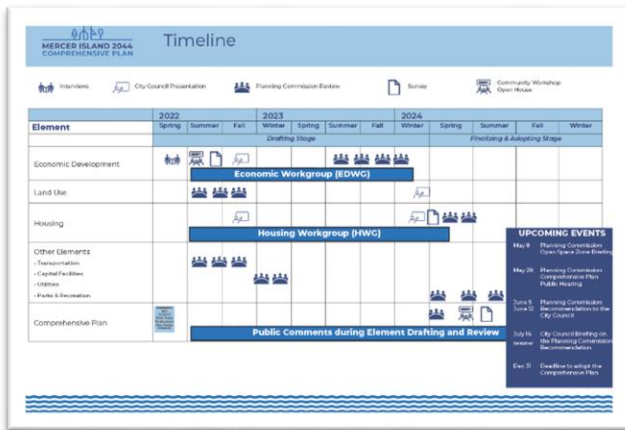 MERCER ISLAND 2044
COMPREHENSIVE PLAN
Timeline
Interviews
City Council Presentation
Planning Commission Review
Survey
Community Workshop
Open House
2022
2023
2024
Element
Spring
Summer
Fall
Winter
Spring
Summer
Fall
Winter
Spring
Summer
Fall
Winter
Drafting Stage
Finalizing & Adopting Stage
Economic Development
Economic Workgroup (EDWG)
Land Use
Housing
Housing Workgroup (HWG)
Other Elements
- Transportation
- Capital Facilities
- Utilities
- Parks & Recreation
Comprehensive Plan
Public Comments during Element Drafting and Review
UPCOMING EVENTS
May 8
Planning Commission
Open Space Zone Briefing
May 29
Planning Commission
Comprehensive Plan
Public Hearing
June 5
June 12
Planning Commission
Recommendation to the
City Council
July 16
City Council Briefing on
the Planning Commission
Recommendation
Dec 31
Deadline to adopt the
Comprehensive Plan